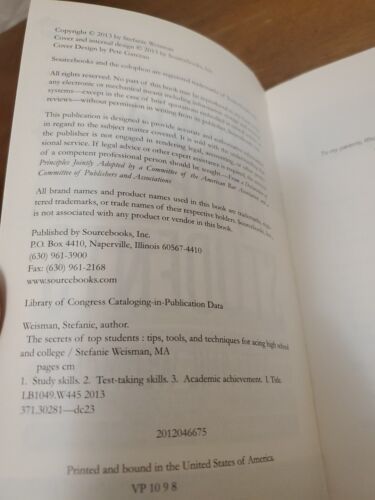 Copyright © 2013 by Stefanie Weisman
Cover and internal design © 2013 by Sourcebooks, Inc.
Cover Design by Pete Garceau
Sourcebooks and the colophon are registered trademarks of
All rights reserved. No part of this book may be reproduced in any form or by
any electronic or mechanical means including information storage and
systems—except in the case of brief quotations embodied in critical
reviews—without permission in writing from its publisher,
This publication is designed to provide accurate and authoritative
in regard to the subject matter covered. It is sold with the understanding that
the publisher is not engaged in rendering legal, accounting, or other
sional service. If legal advice or other expert assistance is required, the
of a competent professional person should be sought.—From a Declaration of
Principles Jointly Adopted by a Committee of the American Bar Association and a
Committee of Publishers and Associations
All brand names and product names used in this book are trademarks, regis-
tered trademarks, or trade names of their respective holders. Sourcebooks, Inc.,
is not associated with any product or vendor in this book.
Published by Sourcebooks, Inc.
P.O. Box 4410, Naperville, Illinois 60567-4410
(630) 961-3900
Fax: (630) 961-2168
www.sourcebooks.com
Library of Congress Cataloging-in-Publication Data
Weisman, Stefanie, author.
The secrets of top students : tips, tools, and techniques for acing high school
and college / Stefanie Weisman, MA
pages cm
1. Study skills. 2. Test-taking skills. 3. Academic achievement. I. Title.
LB1049.W445 2013
371.30281—dc23
2012046675
Printed and bound in the United States of America.
VP 10 9 8
To my parents,